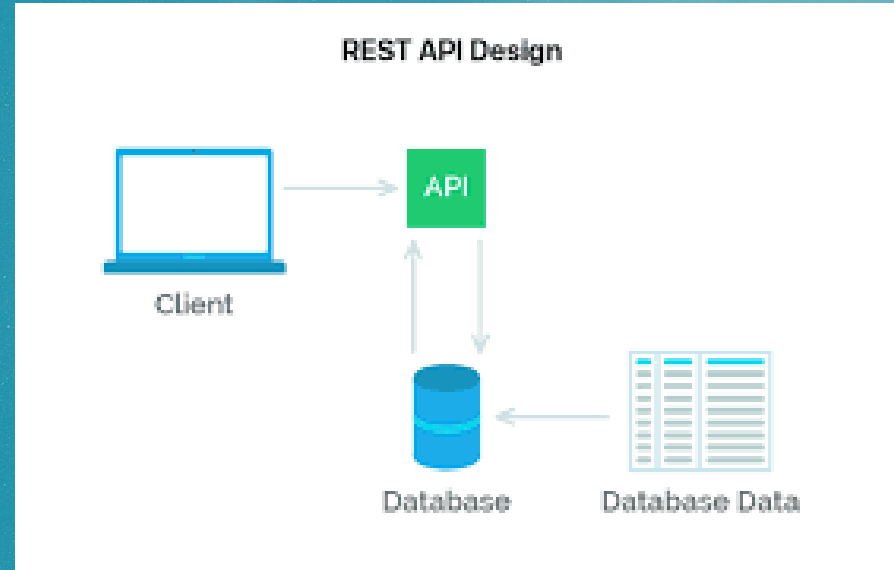 REST API Design
API
Client
Database
Database Data